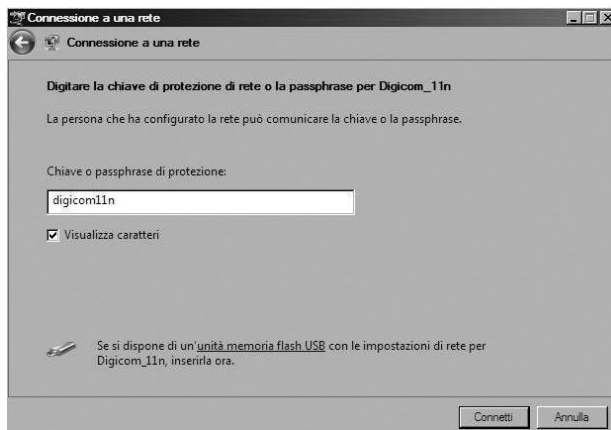 Connessione a una rete
Connessione a una rete
Digitare la chiave di protezione di rete o la passphrase per Digicom_11n
La persona che ha configurato la rete può comunicare la chiave o la passphrase.
Chiave o passphrase di protezione:
digicom11n
Visualizza caratteri
Se si dispone di un'unità memoria flash USB con le impostazioni di rete per
Digicom_11n, inserirla ora.
Connetti Annulla